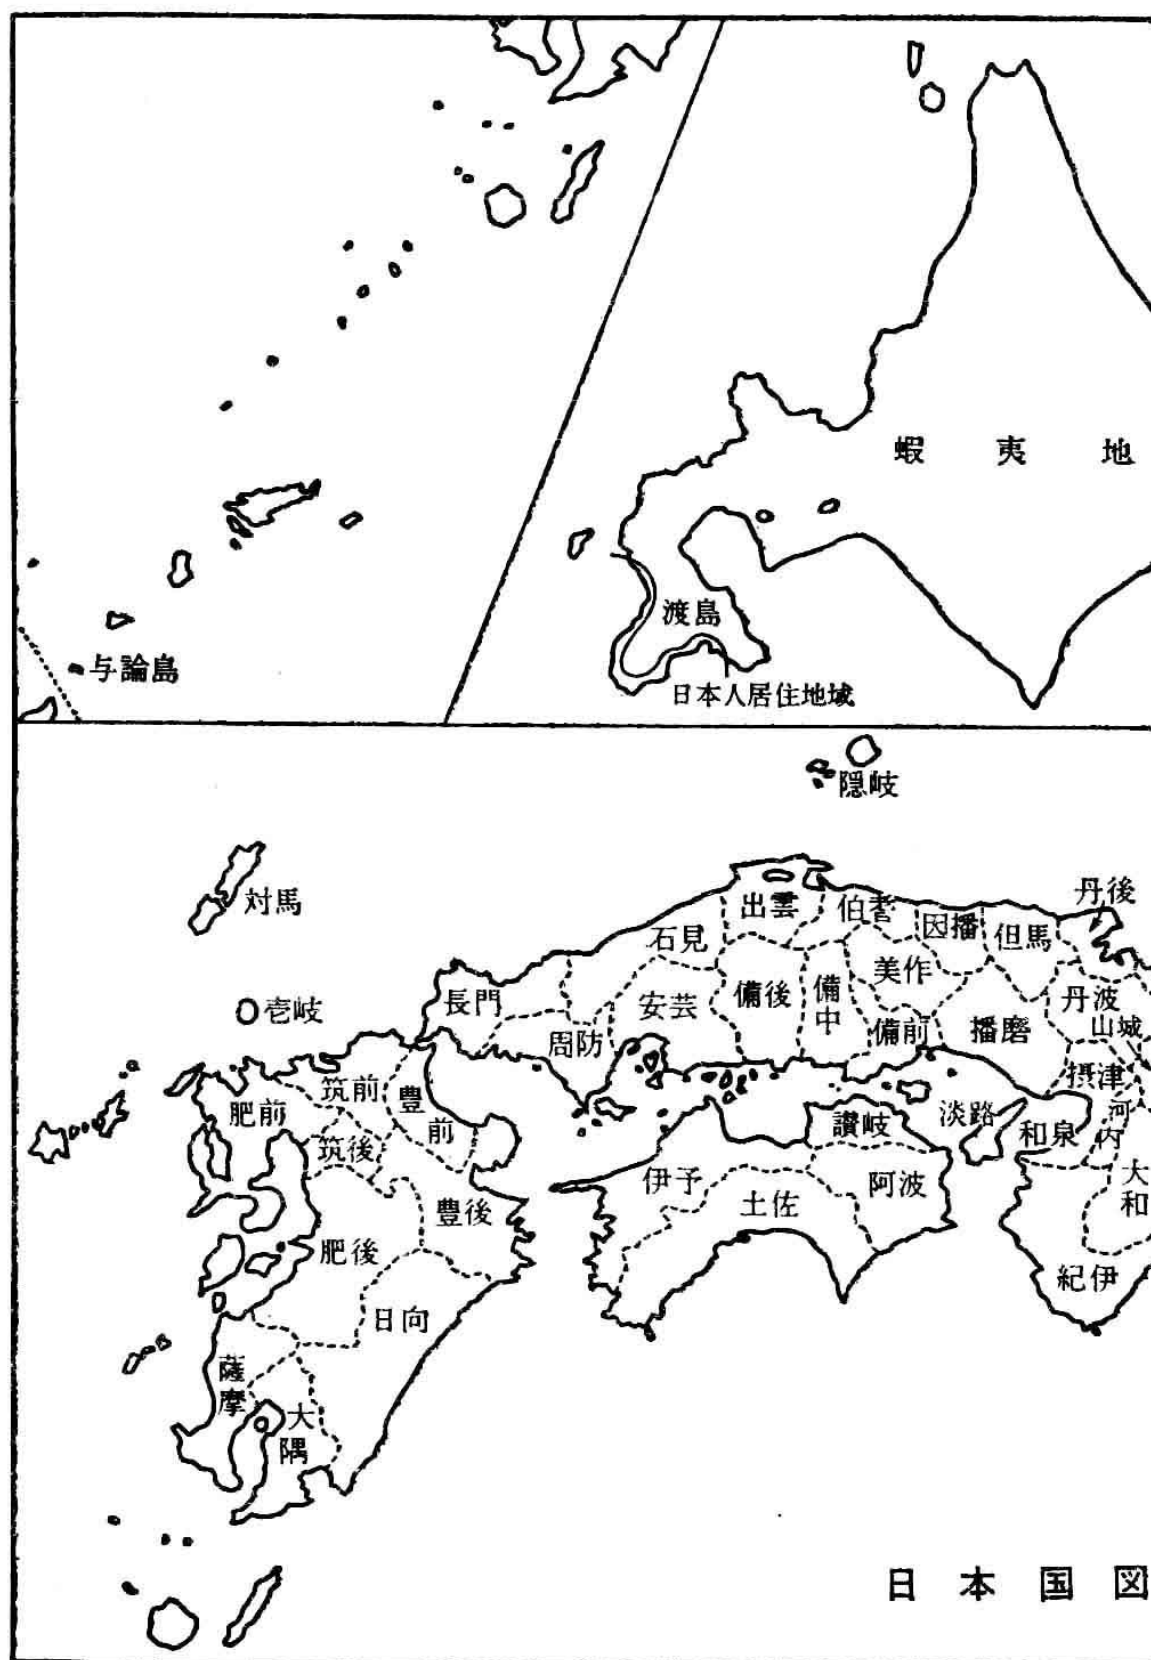 蝦夷地
渡島
日本人居住地域
与論島
隠岐
対馬
壱岐
丹後
出雲
伯耆
因播
但馬
石見
美作
長門
安芸
備後
備中
丹波
山城
周防
備前
播磨
摂津
筑前
豊前
肥前
筑後
讃岐
淡路
和泉
河内
伊予
土佐
阿波
大和
豊後
肥後
紀伊
日向
薩摩
大隅
日本国図